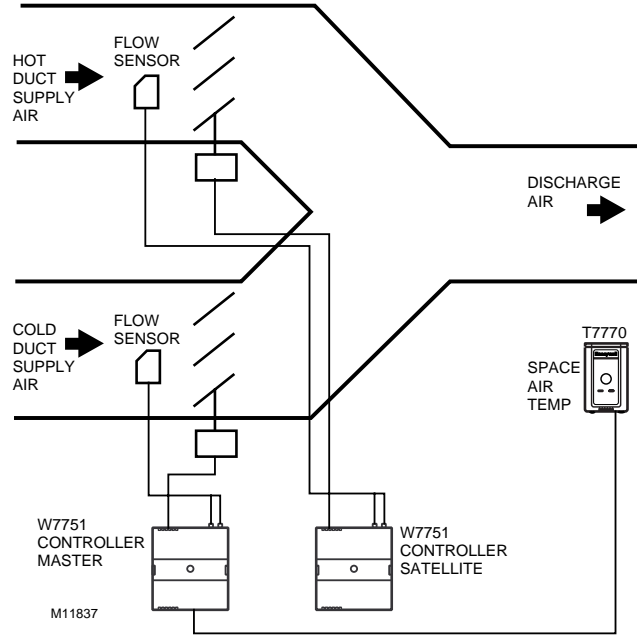 HOT
DUCT
SUPPLY
AIR
FLOW
SENSOR
DISCHARGE
AIR
COLD
DUCT
SUPPLY
AIR
FLOW
SENSOR
T7770
Honeywell
SPACE
AIR
TEMP
W7751
CONTROLLER
MASTER
W7751
CONTROLLER
SATELLITE
M11837